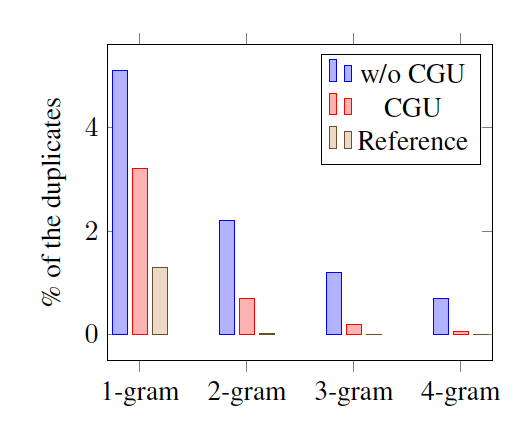 w/o CGU
CGU
Reference
% of the duplicates
4
2
0
1-gram 2-gram 3-gram 4-gram